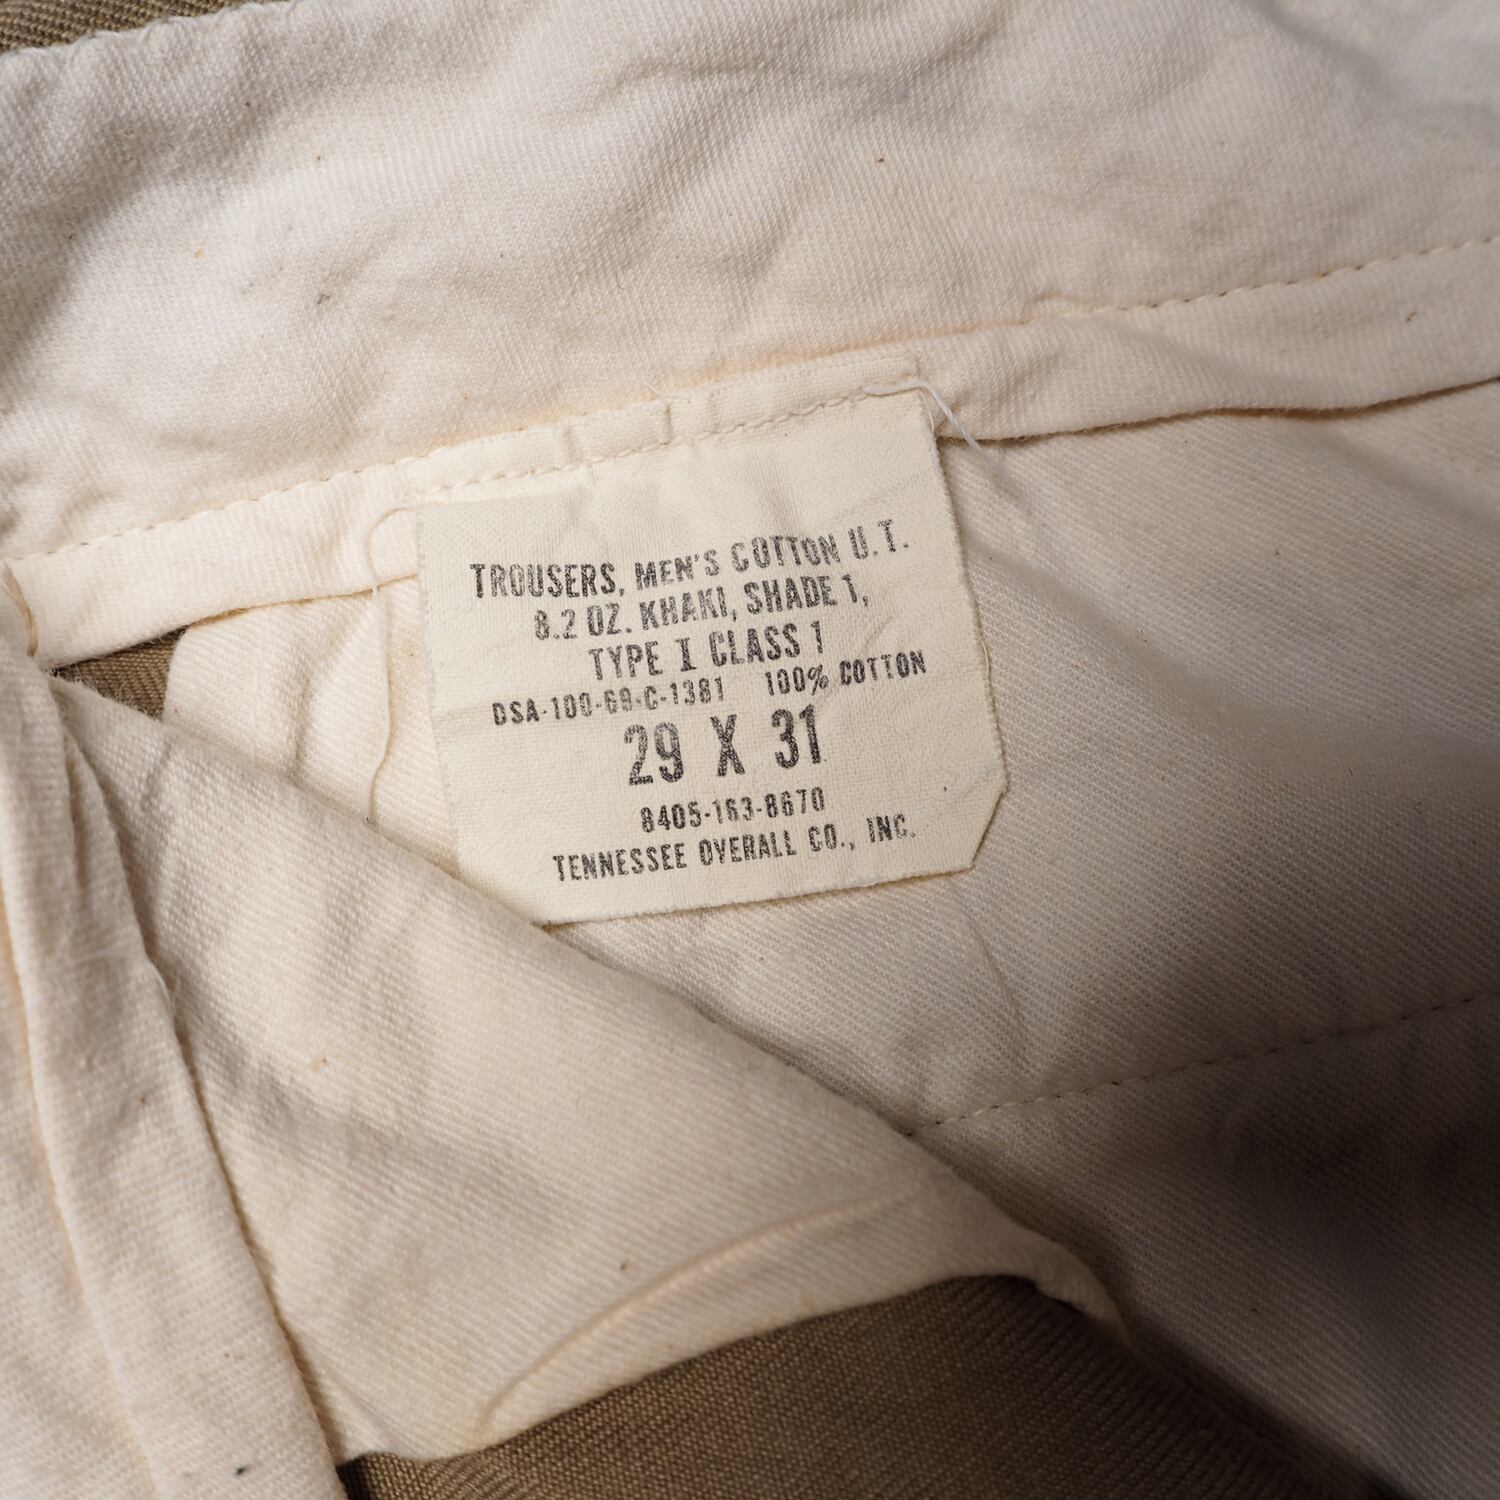 TROUSERS, MEN'S COTTON U.T.
8.2 OZ. KHAKI, SHADE 1,
TYPE I CLASS 1
DSA-100-69-C-1381 100% COTTON
29 X 31
8405-163-8670
TENNESSEE OVERALL CO., INC.